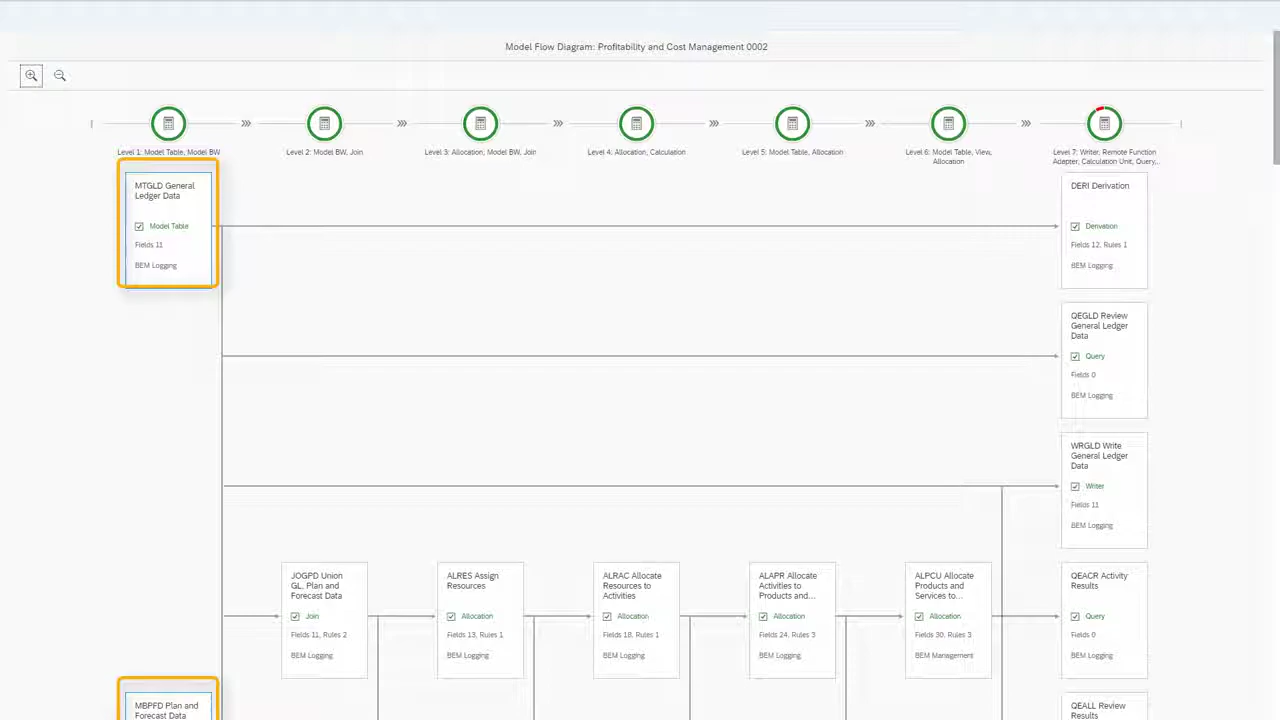 Model Flow Diagram: Profitability and Cost Management 0002
Level 1: Model Table, Model BW
Level 2: Model BW, Join
Level 3: Allocation, Model BW, Join
Level 4: Allocation, Calculation
Level 5: Model Table, Allocation
Level 6: Model Table, View,
Allocation
Level 7: Writer, Remote Function
Adapter, Calculation Unit, Query,...
MTGLD General
Ledger Data
Model Table
Fields 11
BEM Logging
DERI Derivation
Derivation
Fields 12, Rules 1
BEM Logging
QEGLD Review
General Ledger
Data
Query
Fields 0
BEM Logging
WRGLD Write
General Ledger
Data
Writer
Fields 11
BEM Logging
JOGPD Union
GL, Plan and
Forecast Data
Join
Fields 11, Rules 2
BEM Logging
ALRES Assign
Resources
Allocation
Fields 13, Rules 1
BEM Logging
ALRAC Allocate
Resources to
Activities
Allocation
Fields 18, Rules 1
BEM Logging
ALAPR Allocate
Activities to
Products and...
Allocation
Fields 24, Rules 3
BEM Logging
ALPCU Allocate
Products and
Services to...
Allocation
Fields 30, Rules 3
BEM Management
QEACR Activity
Results
Query
Fields 0
BEM Logging
MBPFD Plan and
Forecast Data
QEALL Review
Results